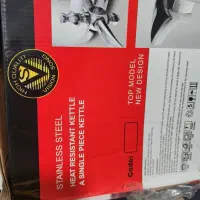 STAINLESS STEEL
HEAT RESISTANT KETTLE
A SINGLE PIECE KETTLE
TOP MODEL
NEW DESIGN
Code: